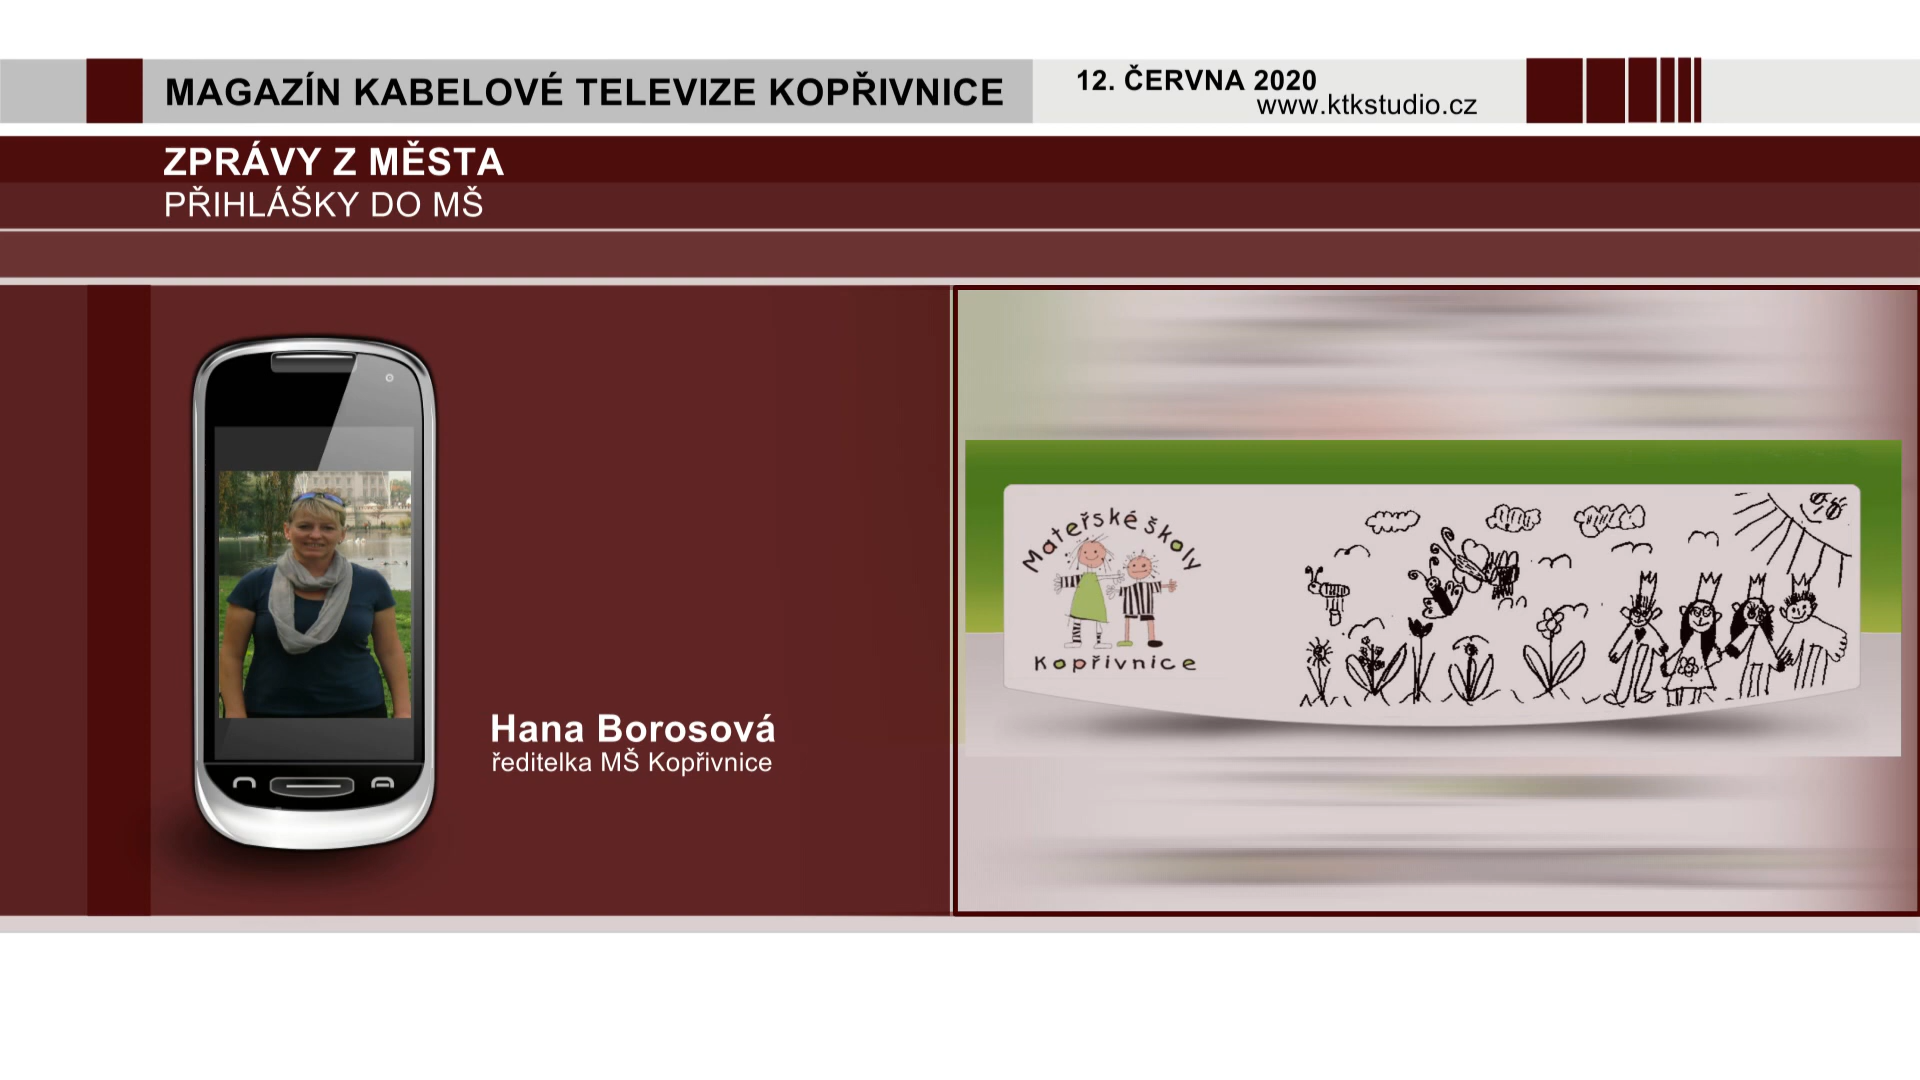 MAGAZÍN KABELOVÉ TELEVIZE KOPŘIVNICE
12. ČERVNA 2020
www.ktkstudio.cz
ZPRÁVY Z MĚSTA
PŘIHLÁŠKY DO MŠ
Mateřské školy
Kopřivnice
Hana Borosová
ředitelka MŠ Kopřivnice